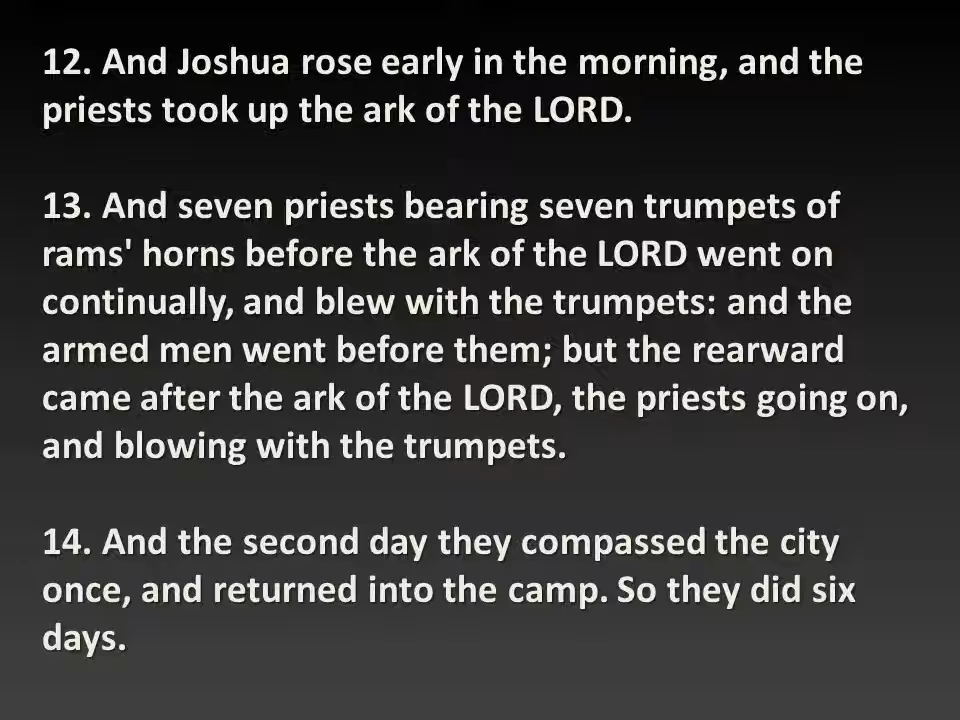 12. And Joshua rose early in the morning, and the
priests took up the ark of the LORD.
13. And seven priests bearing seven trumpets of
rams' horns before the ark of the LORD went on
continually, and blew with the trumpets: and the
armed men went before them; but the rearward
came after the ark of the LORD, the priests going on,
and blowing with the trumpets.
14. And the second day they compassed the city
once, and returned into the camp. So they did six
days.